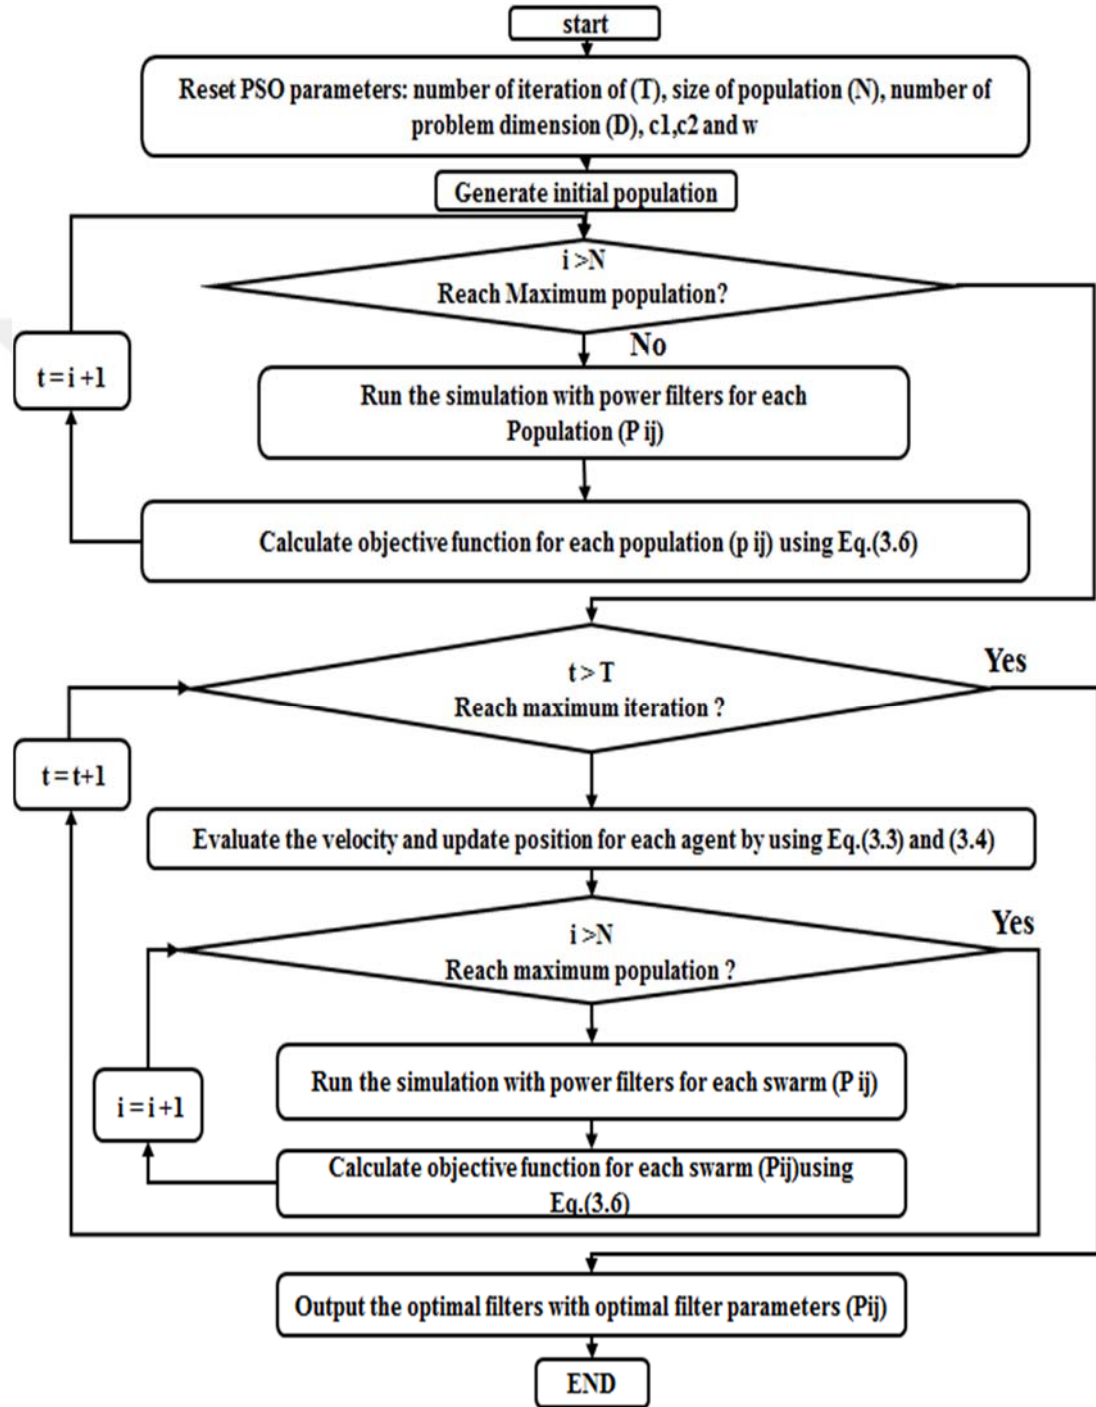 start
Reset PSO parameters: number of iteration of (T), size of population (N), number of
problem dimension (D), c1,c2 and w
Generate initial population
i >N
Reach Maximum population?
No
t = i +1
Run the simulation with power filters for each
Population (P ij)
Calculate objective function for each population (p ij) using Eq.(3.6)
t > T
Reach maximum iteration ?
Yes
t = t+1
Evaluate the velocity and update position for each agent by using Eq.(3.3) and (3.4)
i >N
Reach maximum population ?
Yes
Run the simulation with power filters for each swarm (P ij)
i = i +1
Calculate objective function for each swarm (Pij)using
Eq.(3.6)
Output the optimal filters with optimal filter parameters (Pij)
END